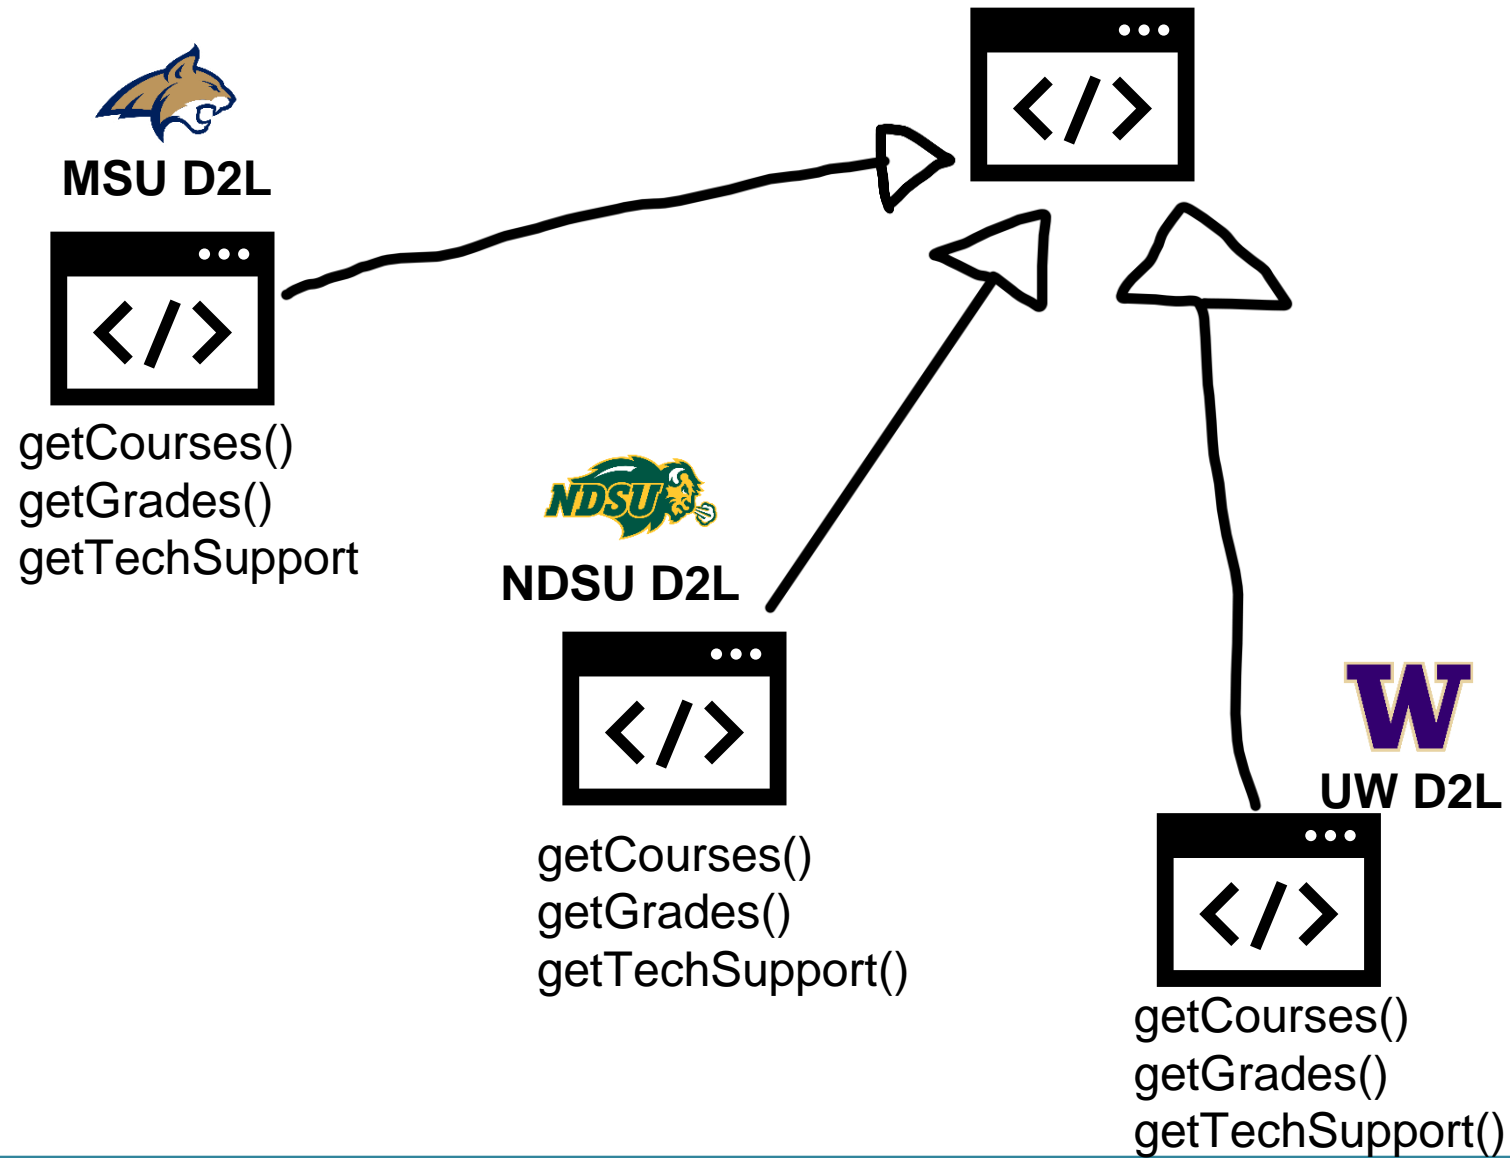 MSU D2L
</>
</>
getCourses()
getGrades()
getTechSupport
NDSU
NDSU D2L
</>
getCourses()
getGrades()
getTechSupport()
W
UW D2L
</>
getCourses()
getGrades()
getTechSupport()